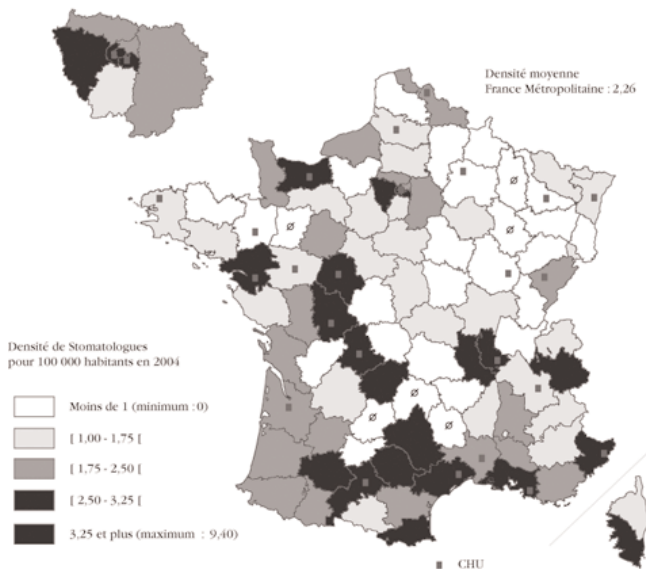 Densité moyenne
France Métropolitaine : 2,26
Densité de Stomatologues
pour 100 000 habitants en 2004
Moins de 1 (minimum :0)
[ 1,00 - 1,75 [
[ 1,75 - 2,50 [
[ 2,50 - 3,25 [
3,25 et plus (maximum : 9,40)
CHU